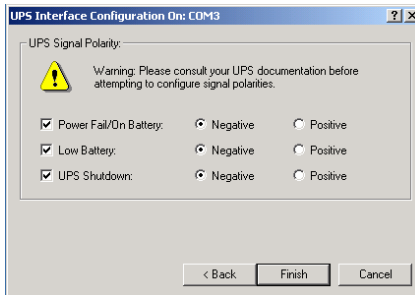 UPS Interface Configuration On: COM3
UPS Signal Polarity:
Warning: Please consult your UPS documentation before
attempting to configure signal polarities.
Power Fail/On Battery: Negative Positive
Low Battery: Negative Positive
UPS Shutdown: Negative Positive
< Back Finish Cancel